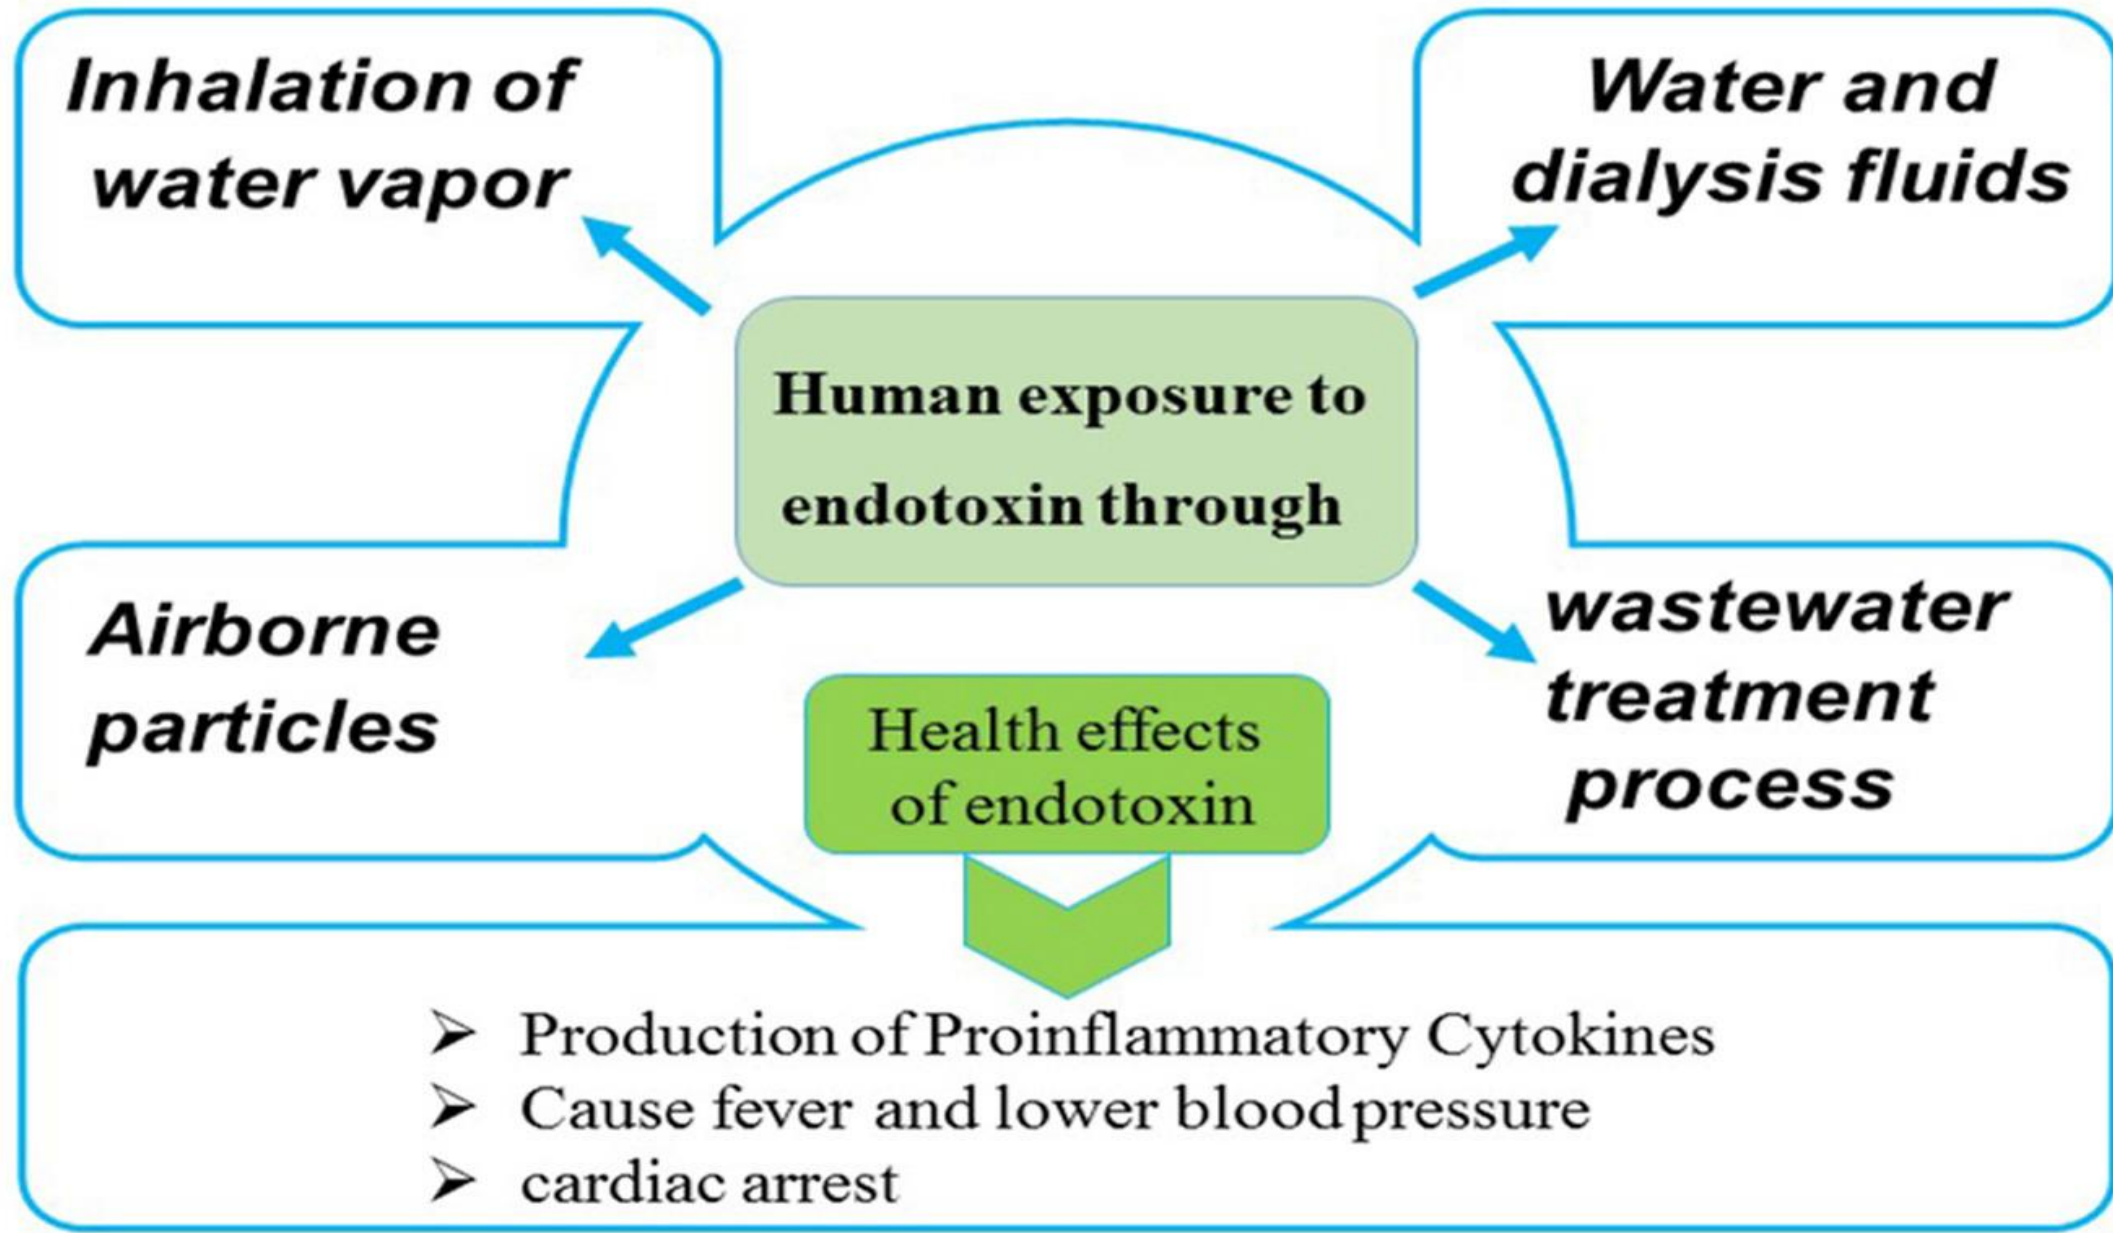 Inhalation of
water vapor
Water and
dialysis fluids
Human exposure to
endotoxin through
Airborne
particles
wastewater
treatment
process
Health effects
of endotoxin
➢ Production of Proinflammatory Cytokines
➢ Cause fever and lower blood pressure
➢ cardiac arrest